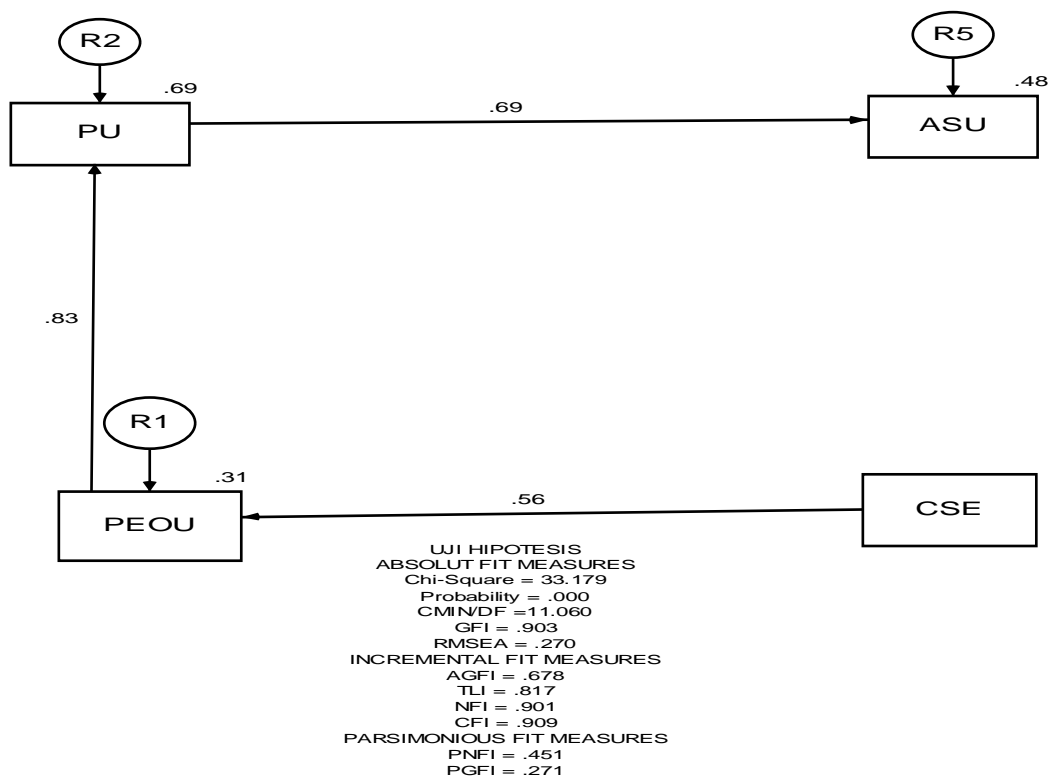 R2
R5
.69
.48
PU
.69
ASU
.83
R1
.31
.56
PEOU
CSE
UJI HIPOTESIS
ABSOLUT FIT MEASURES
Chi-Square = 33.179
Probability = .000
CMIN/DF =11.060
GFI = .903
RMSEA = .270
INCREMENTAL FIT MEASURES
AGFI = .678
TLI = .817
NFI = .901
CFI = .909
PARSIMONIOUS FIT MEASURES
PNFI = .451
PGFI = .271